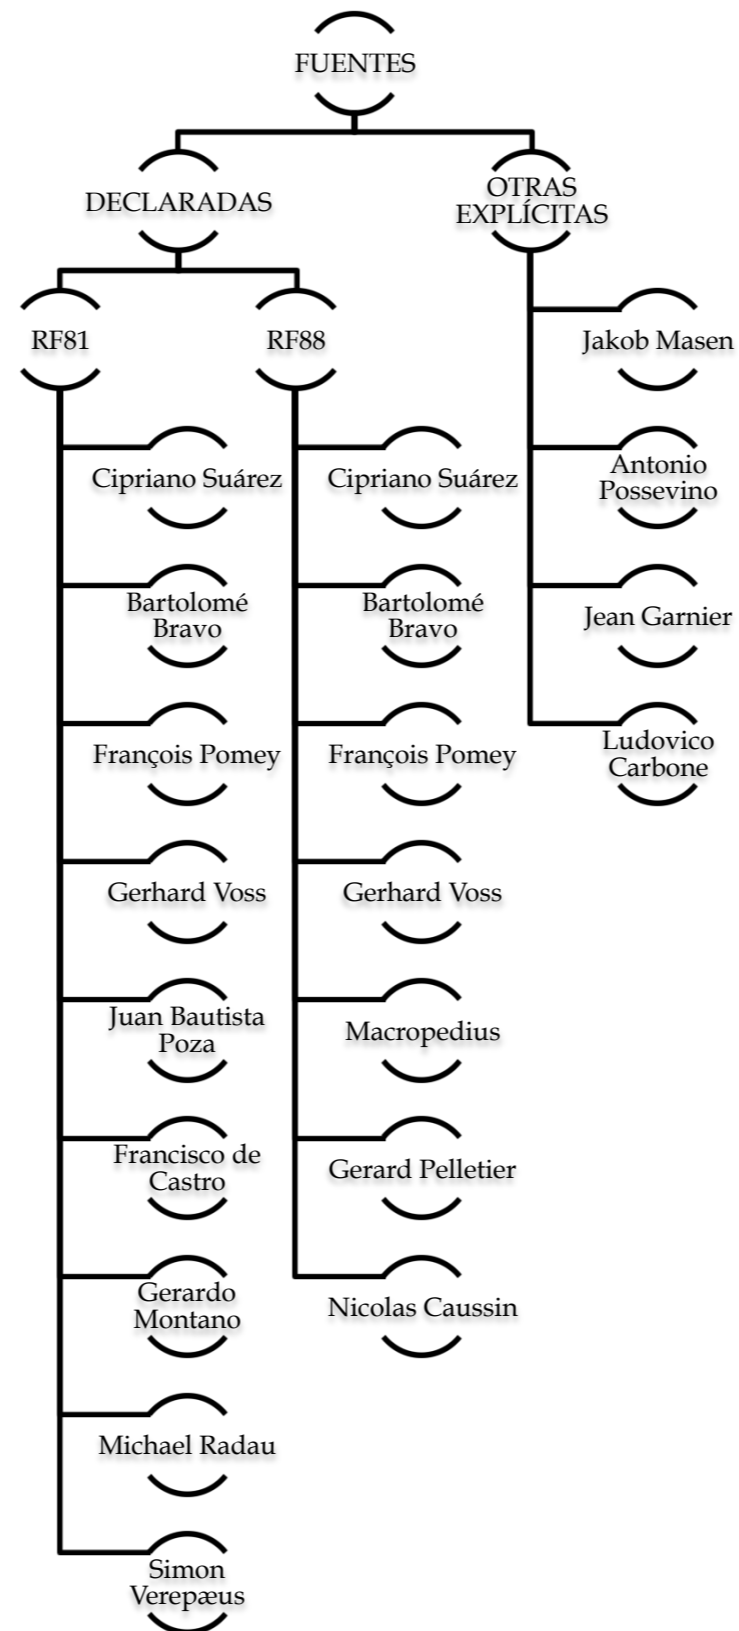 FUENTES
DECLARADAS
OTRAS
EXPLÍCITAS
RF81
RF88
Cipriano Suárez
Bartolomé
Bravo
François Pomey
Gerhard Voss
Juan Bautista
Poza
Francisco de
Castro
Gerardo
Montano
Michael Radau
Simon
Verepæus
Cipriano Suárez
Bartolomé
Bravo
François Pomey
Gerhard Voss
Macropedius
Gerard Pelletier
Nicolas Caussin
Jakob Masen
Antonio
Possevino
Jean Garnier
Ludovico
Carbone